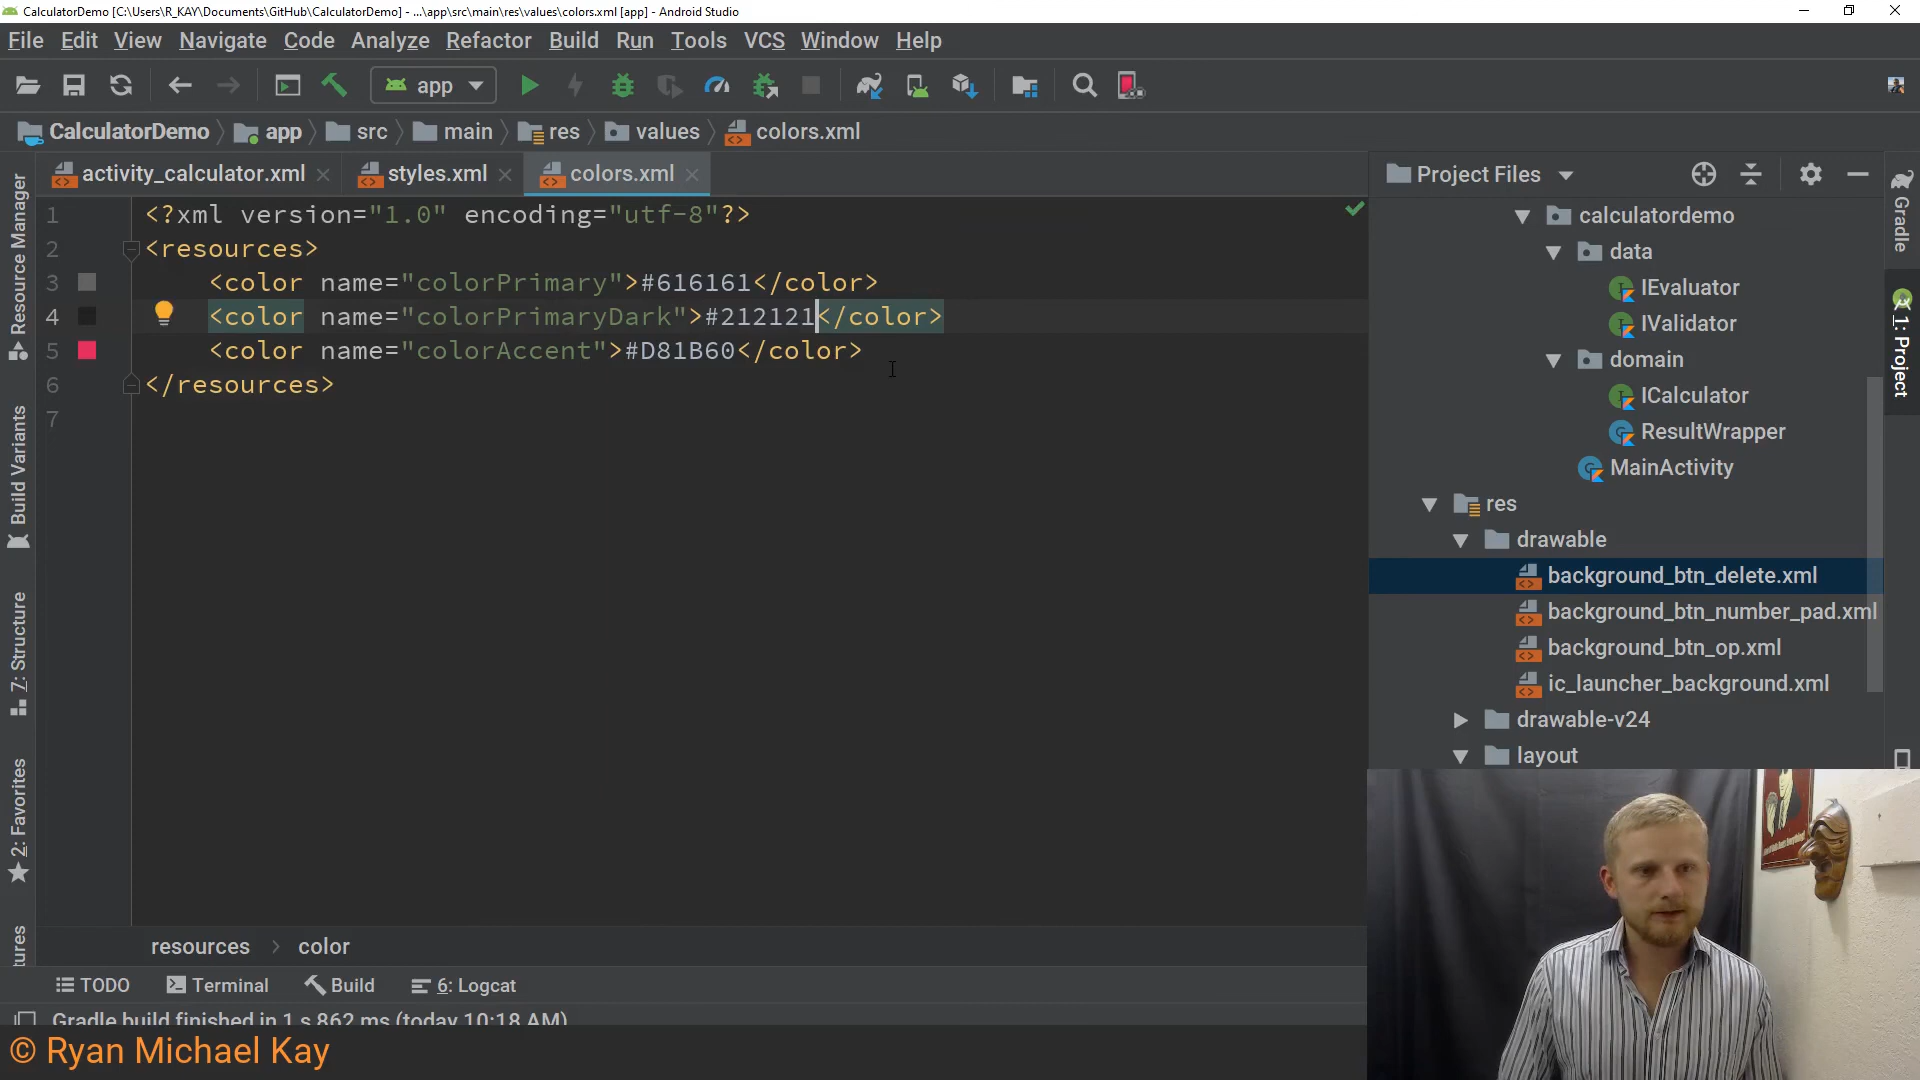 CalculatorDemo [C:\Users\R_KAY\Documents\GitHub\CalculatorDemo] - ...\app\src\main\res\values\colors.xml [app] - Android Studio
File Edit View Navigate Code Analyze Refactor Build Run Tools VCS Window Help
app
CalculatorDemo app src main res values colors.xml
activity_calculator.xml styles.xml colors.xml
Project Files
1 <?xml version="1.0" encoding="utf-8"?>
2 <resources>
3 <color name="colorPrimary">#616161</color>
4 <color name="colorPrimaryDark">#212121</color>
5 <color name="colorAccent">#D81B60</color>
6 </resources>
7
calculatordemo
data
IEvaluator
IValidator
domain
ICalculator
ResultWrapper
MainActivity
res
drawable
background_btn_delete.xml
background_btn_number_pad.xml
background_btn_op.xml
ic_launcher_background.xml
drawable-v24
layout
Resource Manager
Build Variants
7: Structure
2: Favorites
tures
Gradle
1: Project
resources > color
TODO Terminal Build 6: Logcat
Gradle build finished in 1 s 862 ms (today 10:18 AM)
© Ryan Michael Kay